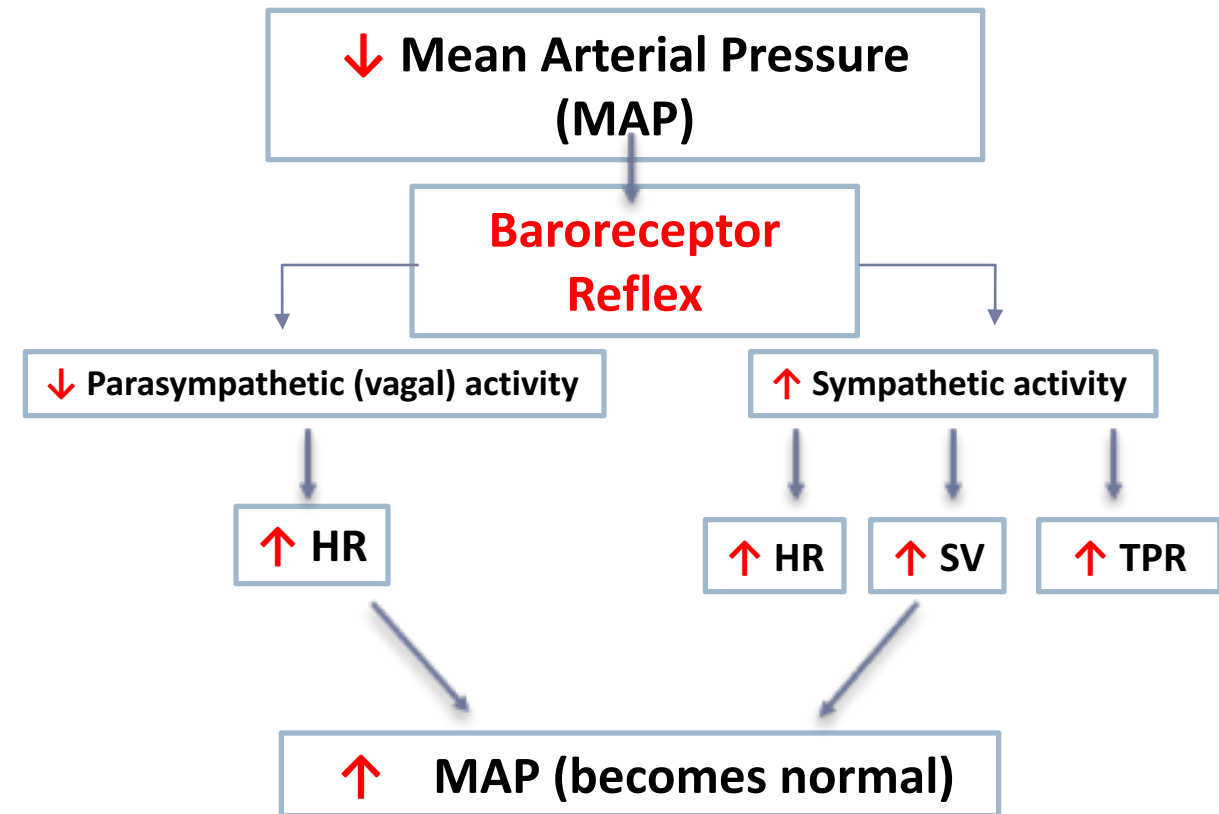 ↓ Mean Arterial Pressure
(MAP)
Baroreceptor
Reflex
↓ Parasympathetic (vagal) activity
↑ Sympathetic activity
↑ HR
↑ HR
↑ SV
↑ TPR
↑ MAP (becomes normal)